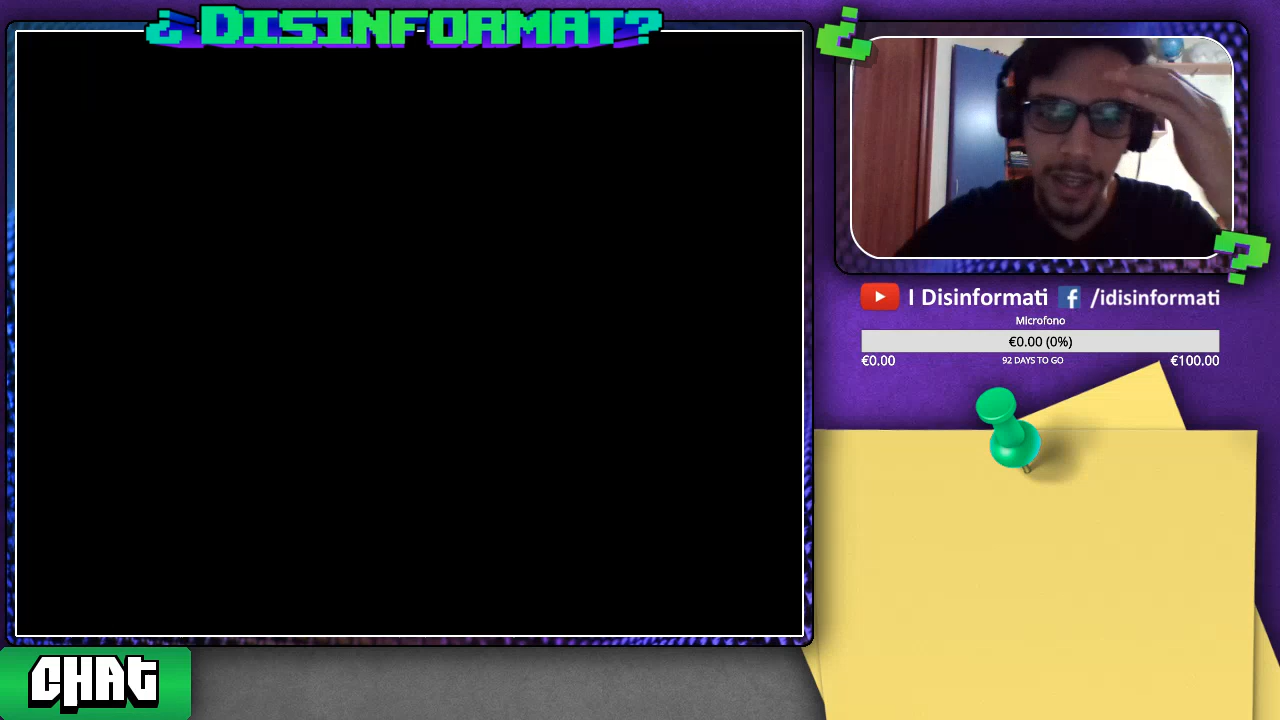 ¿DISINFORMAT?
¿
?
I Disinformati /idisinformati
Microfono
€0.00 (0%)
€0.00 92 DAYS TO GO €100.00
CHAT